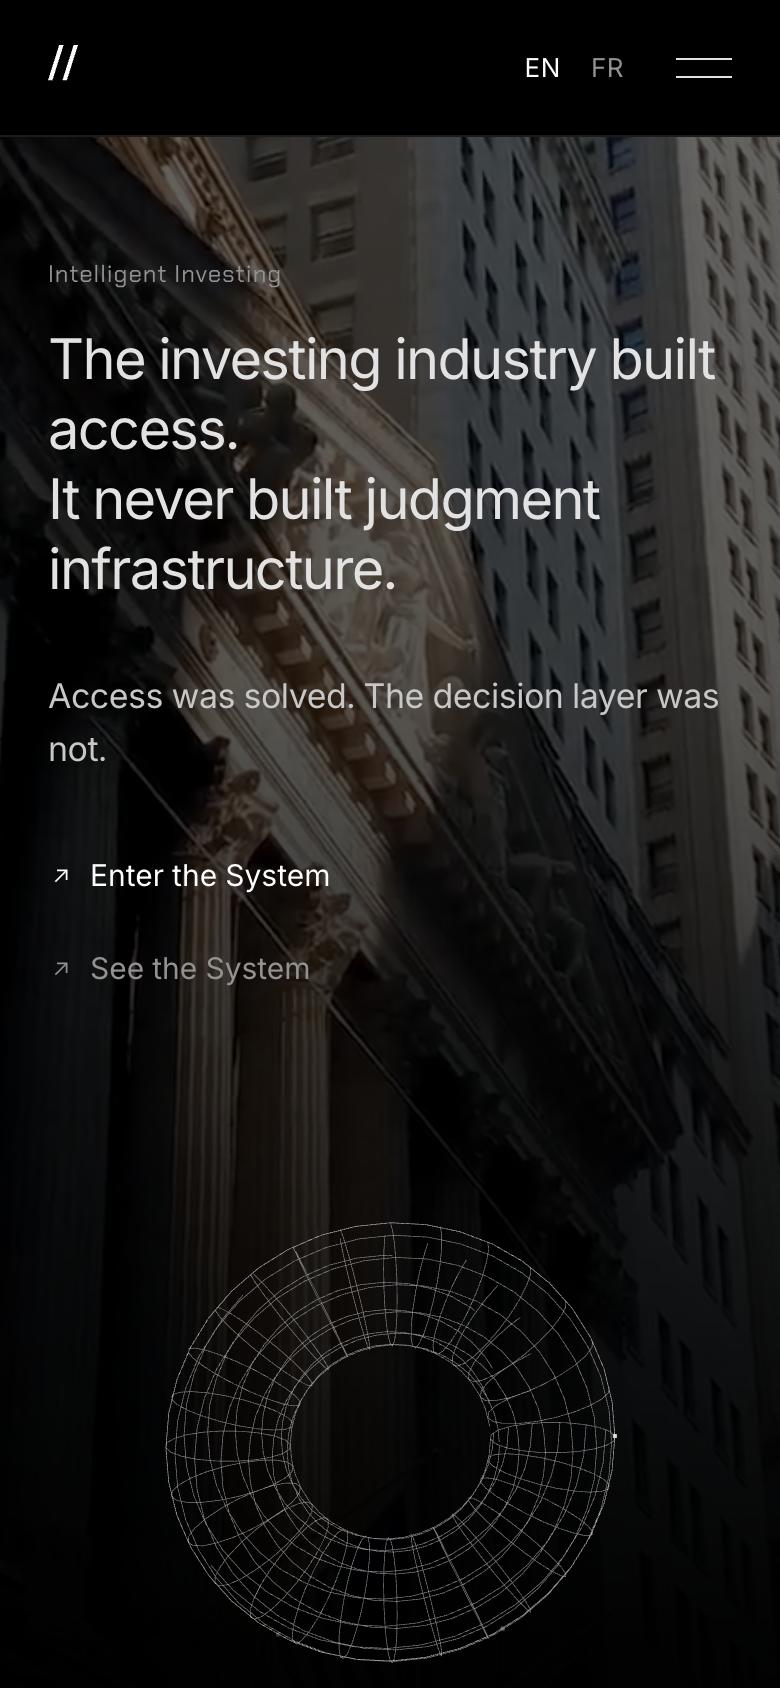 //
EN FR
Intelligent Investing
The investing industry built
access.
It never built judgment
infrastructure.
Access was solved. The decision layer was
not.
↗ Enter the System
↗ See the System